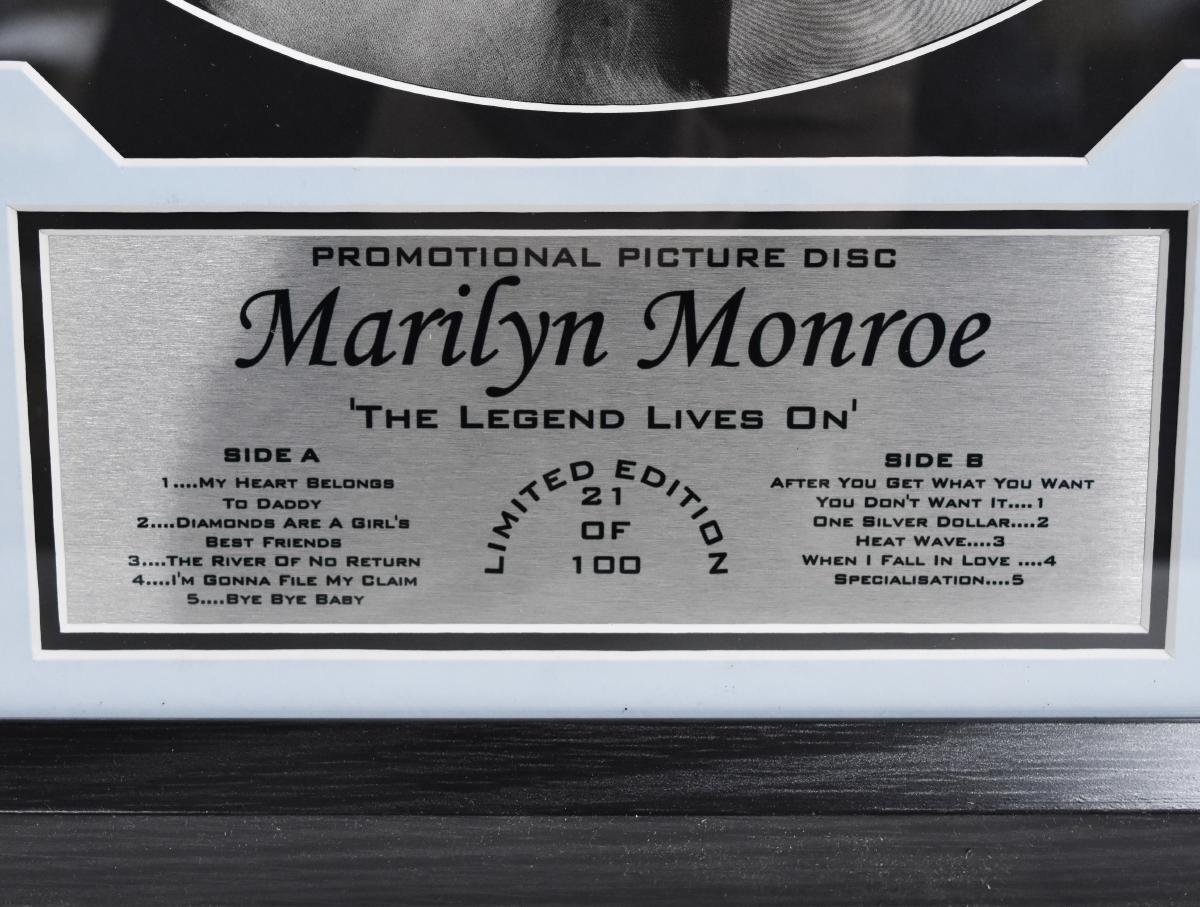 PROMOTIONAL PICTURE DISC
Marilyn Monroe
'THE LEGEND LIVES ON'
SIDE A
1....MY HEART BELONGS
TO DADDY
2....DIAMONDS ARE A GIRL'S
BEST FRIENDS
3....THE RIVER OF NO RETURN
4....I'M GONNA FILE MY CLAIM
5....BYE BYE BABY
LIMITED EDITION
21
OF
100
SIDE B
AFTER YOU GET WHAT YOU WANT
YOU DON'T WANT IT....1
ONE SILVER DOLLAR....2
HEAT WAVE....3
WHEN I FALL IN LOVE ....4
SPECIALISATION....5